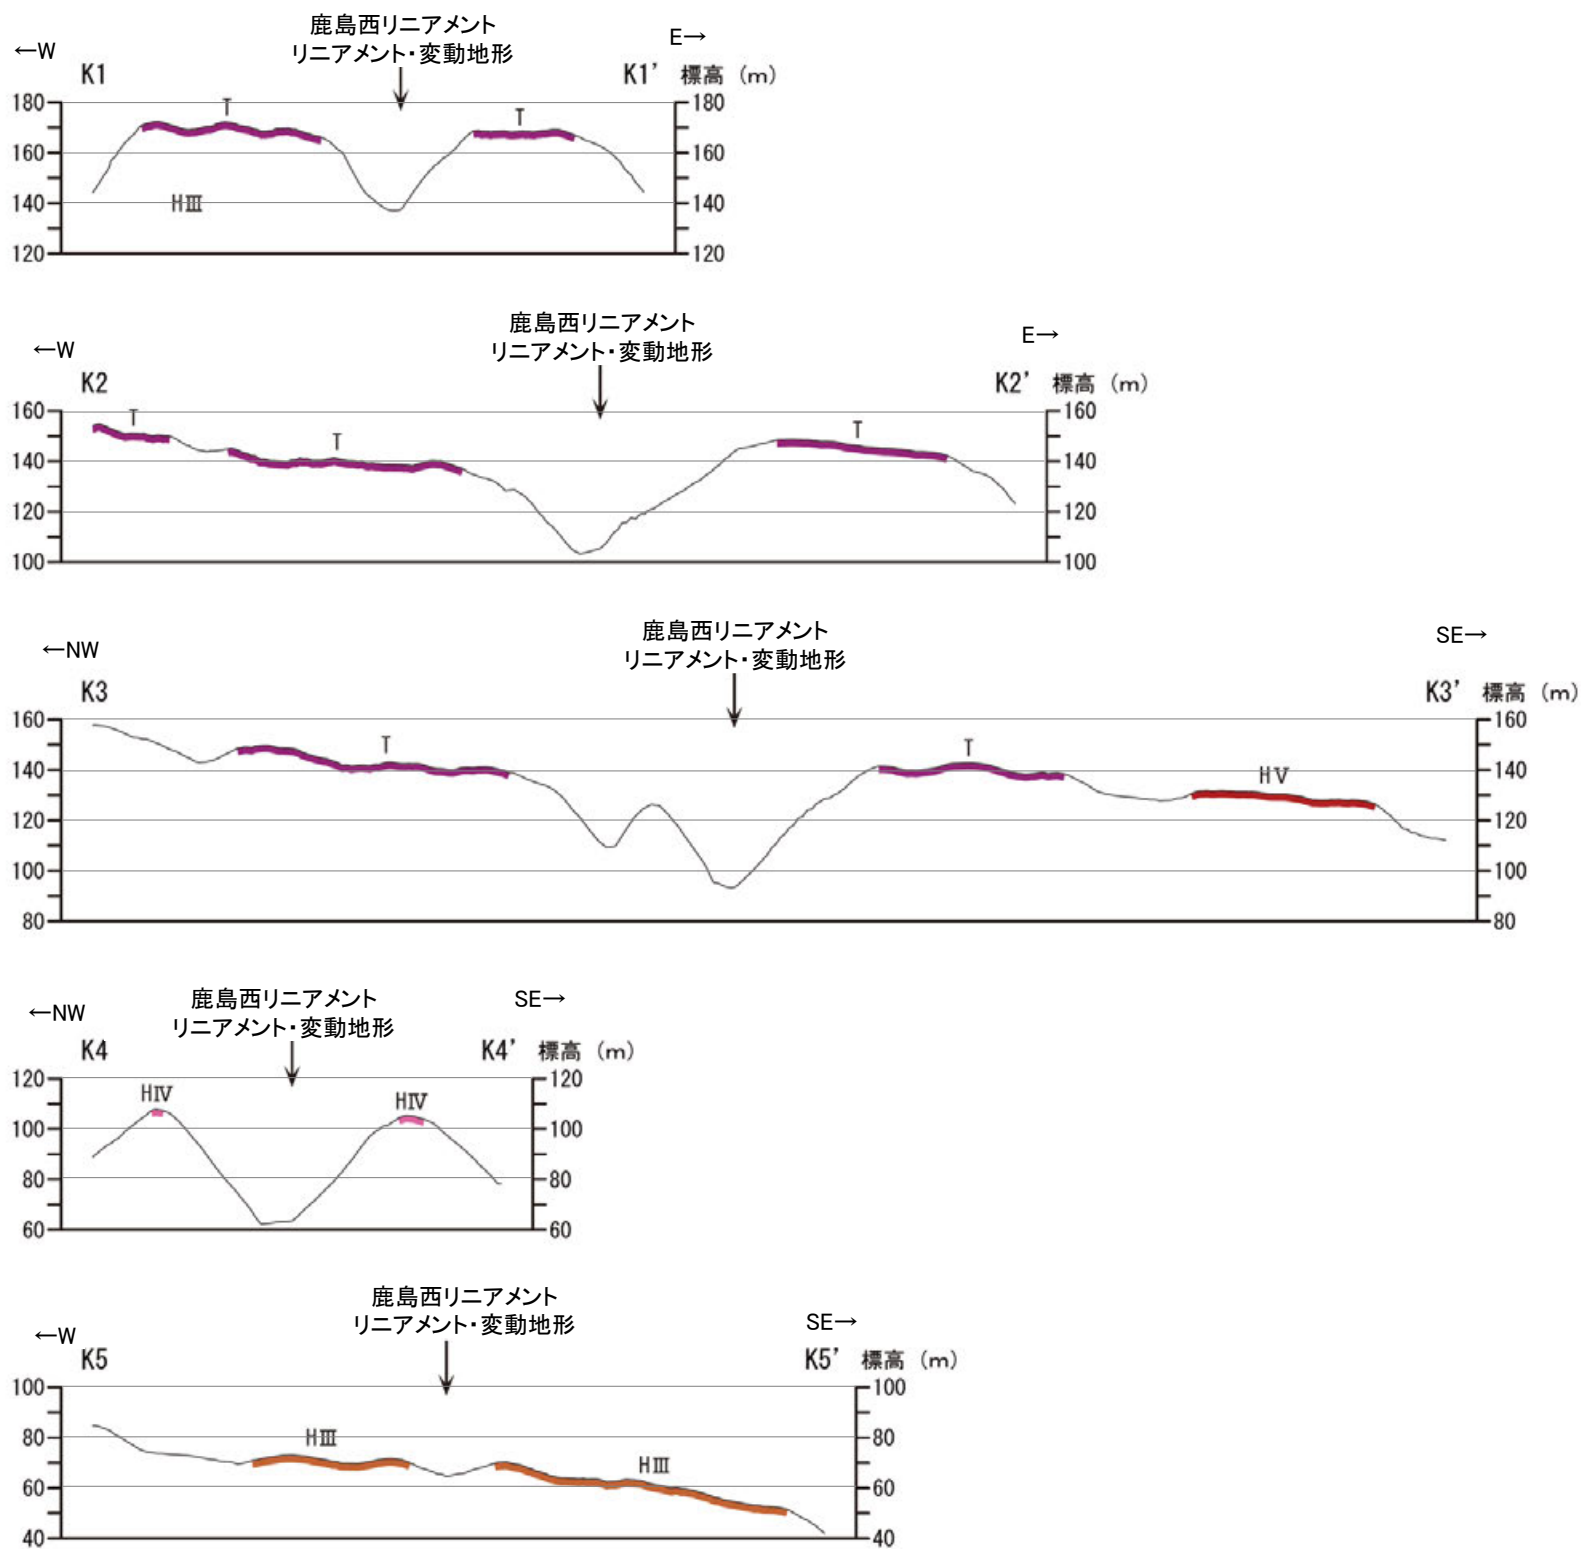 鹿島西リニアメント
リニアメント・変動地形
←W
E→
K1
K1’ 標高 (m)
180
180
T
T
160
160
HⅢ
140
140
120
120
鹿島西リニアメント
リニアメント・変動地形
←W
E→
K2
K2’ 標高 (m)
160
160
T
T
T
140
140
120
120
100
100
鹿島西リニアメント
リニアメント・変動地形
←NW
SE→
K3
K3’ 標高 (m)
160
160
T
T
HⅤ
140
140
120
120
100
100
80
80
鹿島西リニアメント
リニアメント・変動地形
←NW
SE→
K4
K4’ 標高 (m)
120
120
HⅣ
HⅣ
100
100
80
80
60
60
鹿島西リニアメント
リニアメント・変動地形
←W
SE→
K5
K5’ 標高 (m)
100
100
HⅢ
80
80
HⅢ
60
60
40
40